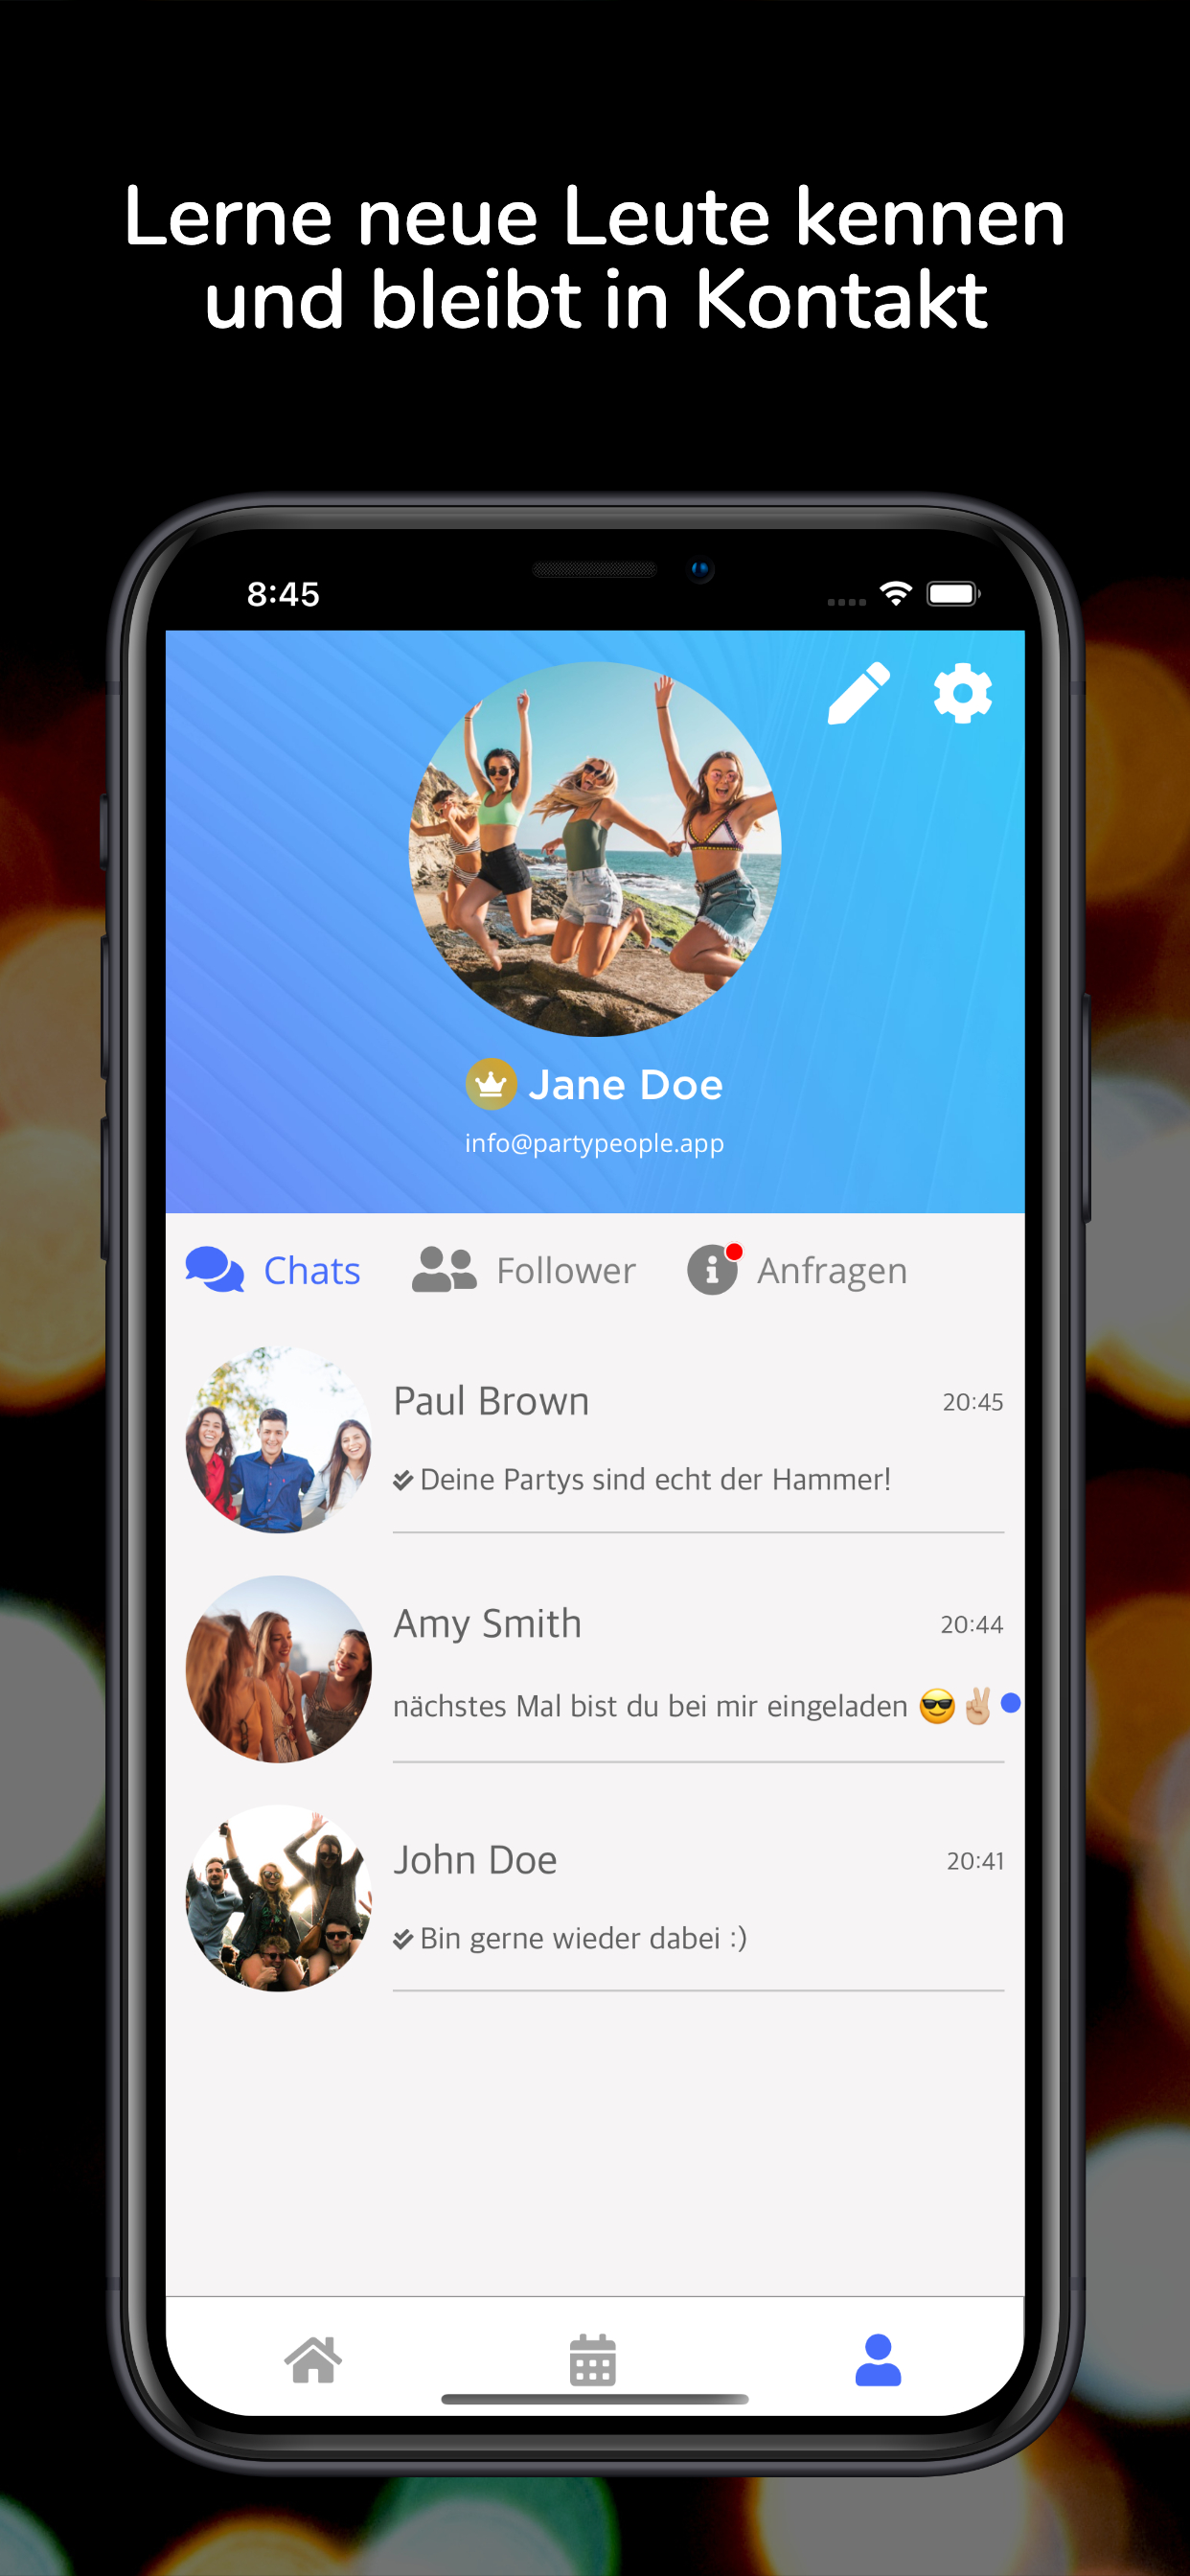 Lerne neue Leute kennen
und bleibt in Kontakt
8:45
Jane Doe
info@partypeople.app
Chats Follower Anfragen
Paul Brown 20:45
Deine Partys sind echt der Hammer!
Amy Smith 20:44
nächstes Mal bist du bei mir eingeladen 😎✌🏼
John Doe 20:41
Bin gerne wieder dabei :)